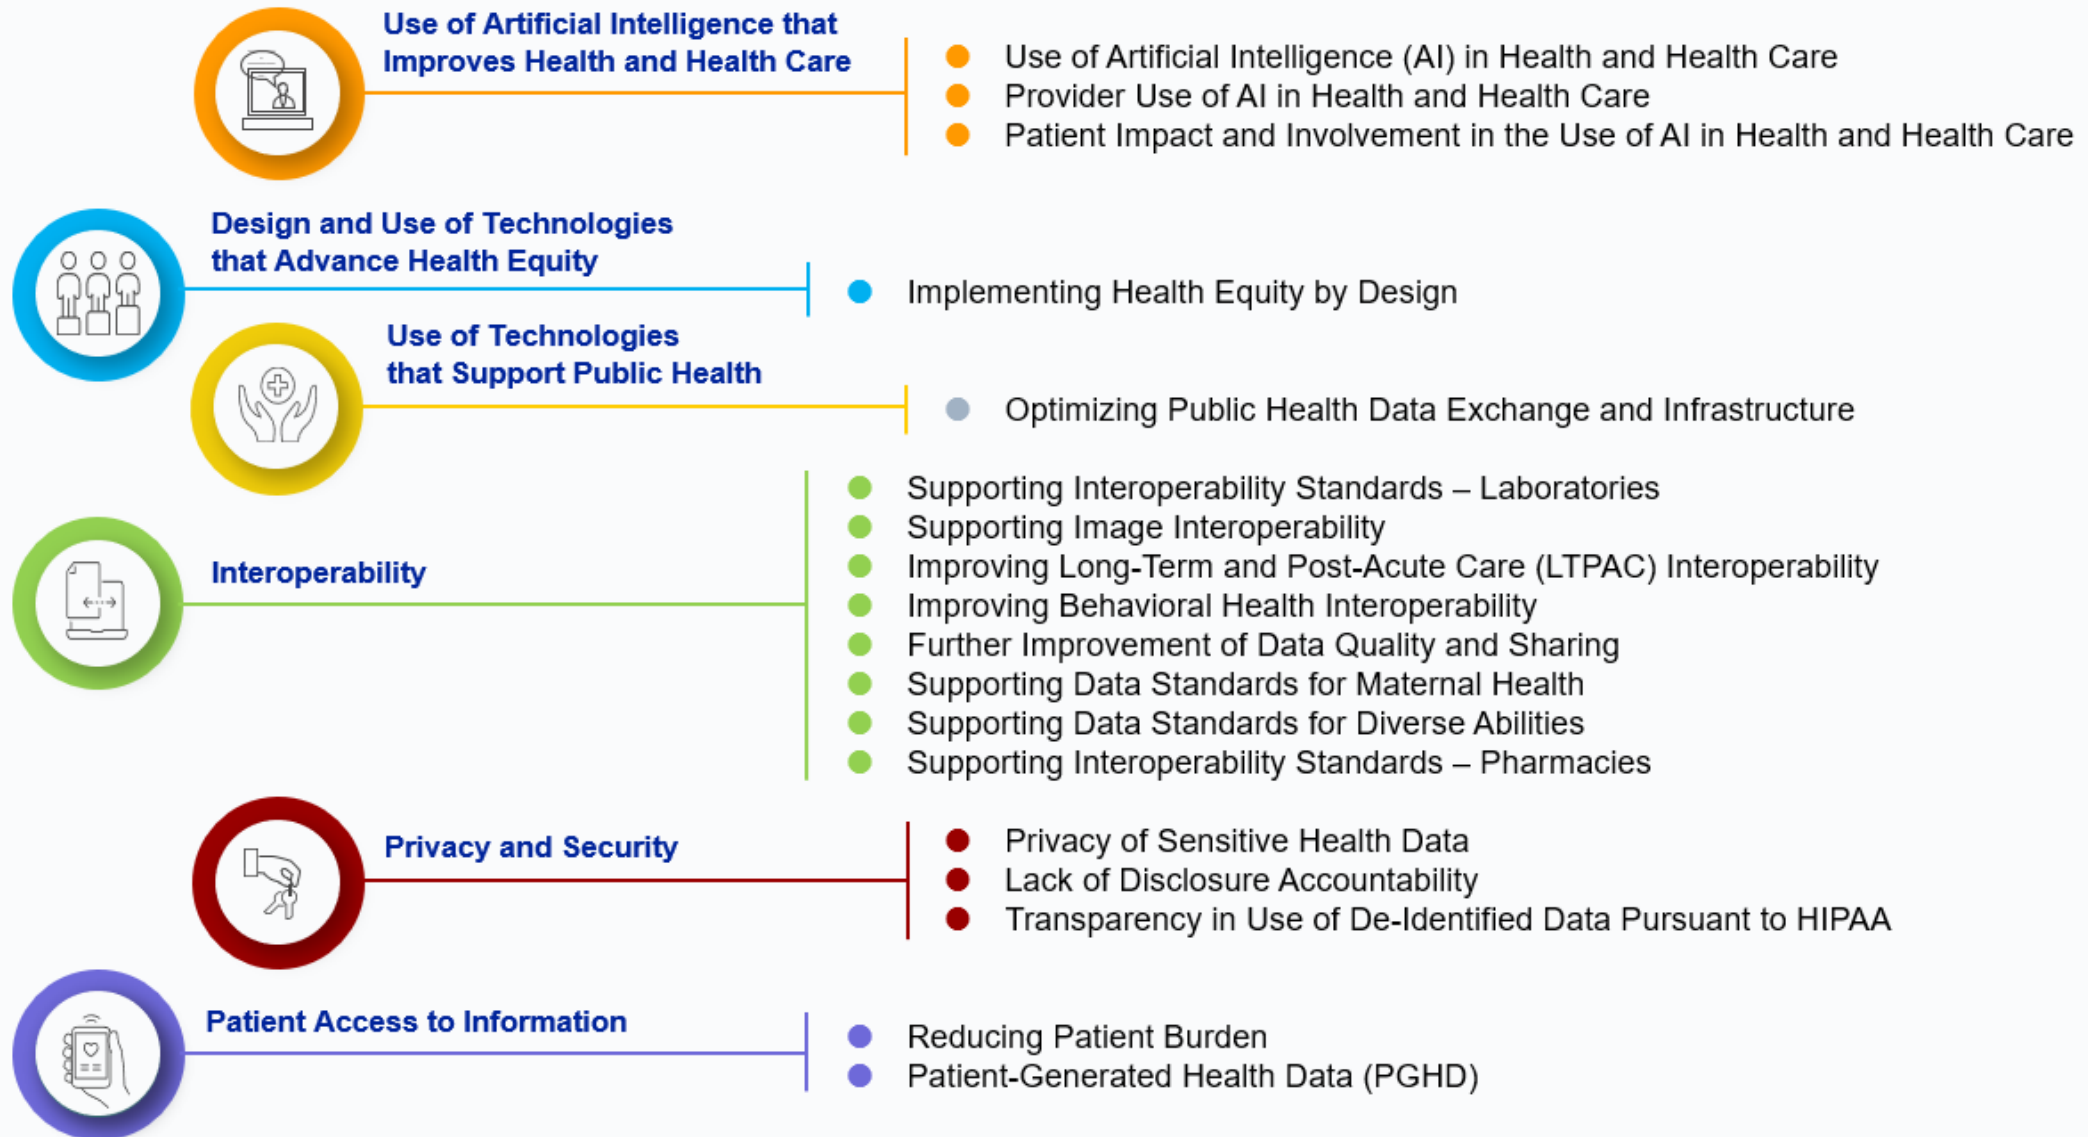 Use of Artificial Intelligence that
Improves Health and Health Care
Use of Artificial Intelligence (AI) in Health and Health Care
Provider Use of AI in Health and Health Care
Patient Impact and Involvement in the Use of AI in Health and Health Care
Design and Use of Technologies
that Advance Health Equity
Implementing Health Equity by Design
Use of Technologies
that Support Public Health
Optimizing Public Health Data Exchange and Infrastructure
Interoperability
Supporting Interoperability Standards – Laboratories
Supporting Image Interoperability
Improving Long-Term and Post-Acute Care (LTPAC) Interoperability
Improving Behavioral Health Interoperability
Further Improvement of Data Quality and Sharing
Supporting Data Standards for Maternal Health
Supporting Data Standards for Diverse Abilities
Supporting Interoperability Standards – Pharmacies
Privacy and Security
Privacy of Sensitive Health Data
Lack of Disclosure Accountability
Transparency in Use of De-Identified Data Pursuant to HIPAA
Patient Access to Information
Reducing Patient Burden
Patient-Generated Health Data (PGHD)